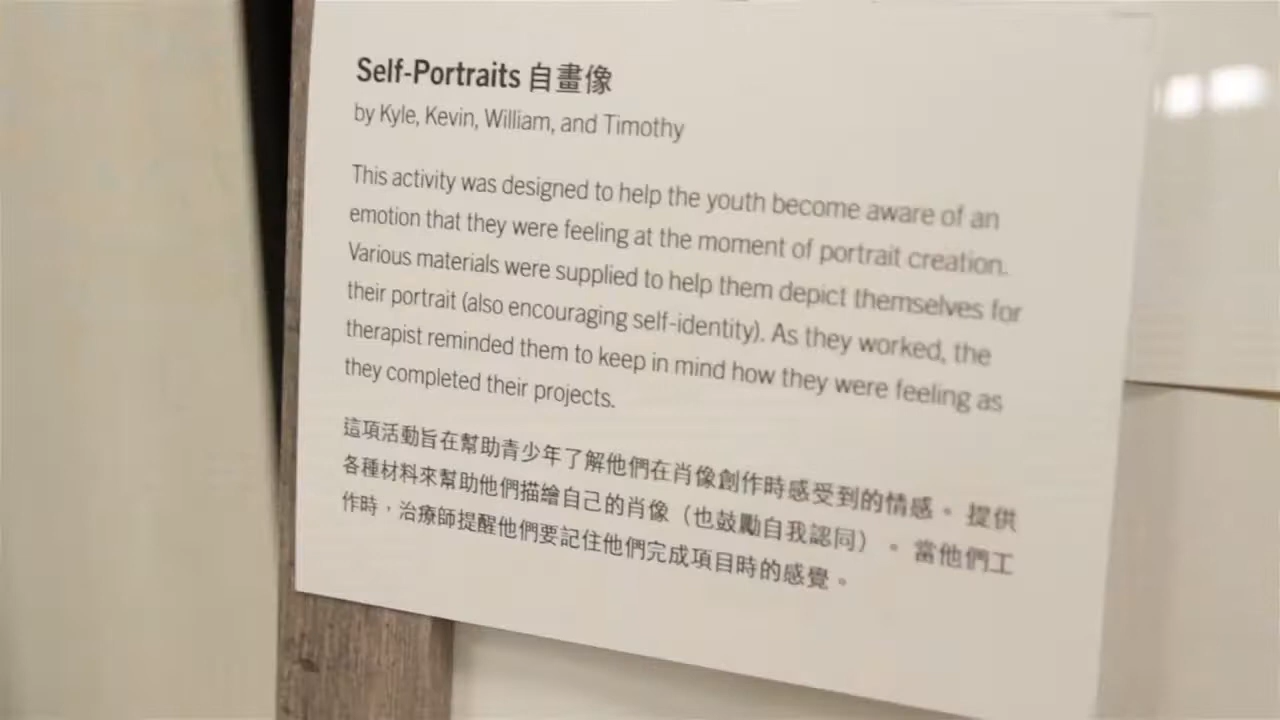 Self-Portraits 自畫像
by Kyle, Kevin, William, and Timothy
This activity was designed to help the youth become aware of an
emotion that they were feeling at the moment of portrait creation.
Various materials were supplied to help them depict themselves for
their portrait (also encouraging self-identity). As they worked, the
therapist reminded them to keep in mind how they were feeling as
they completed their projects.
這項活動旨在幫助青少年了解他們在肖像創作時感受到的情感。 提供
各種材料來幫助他們描繪自己的肖像（也鼓勵自我認同）。 當他們工
作時，治療師提醒他們要記住他們完成項目時的感覺。